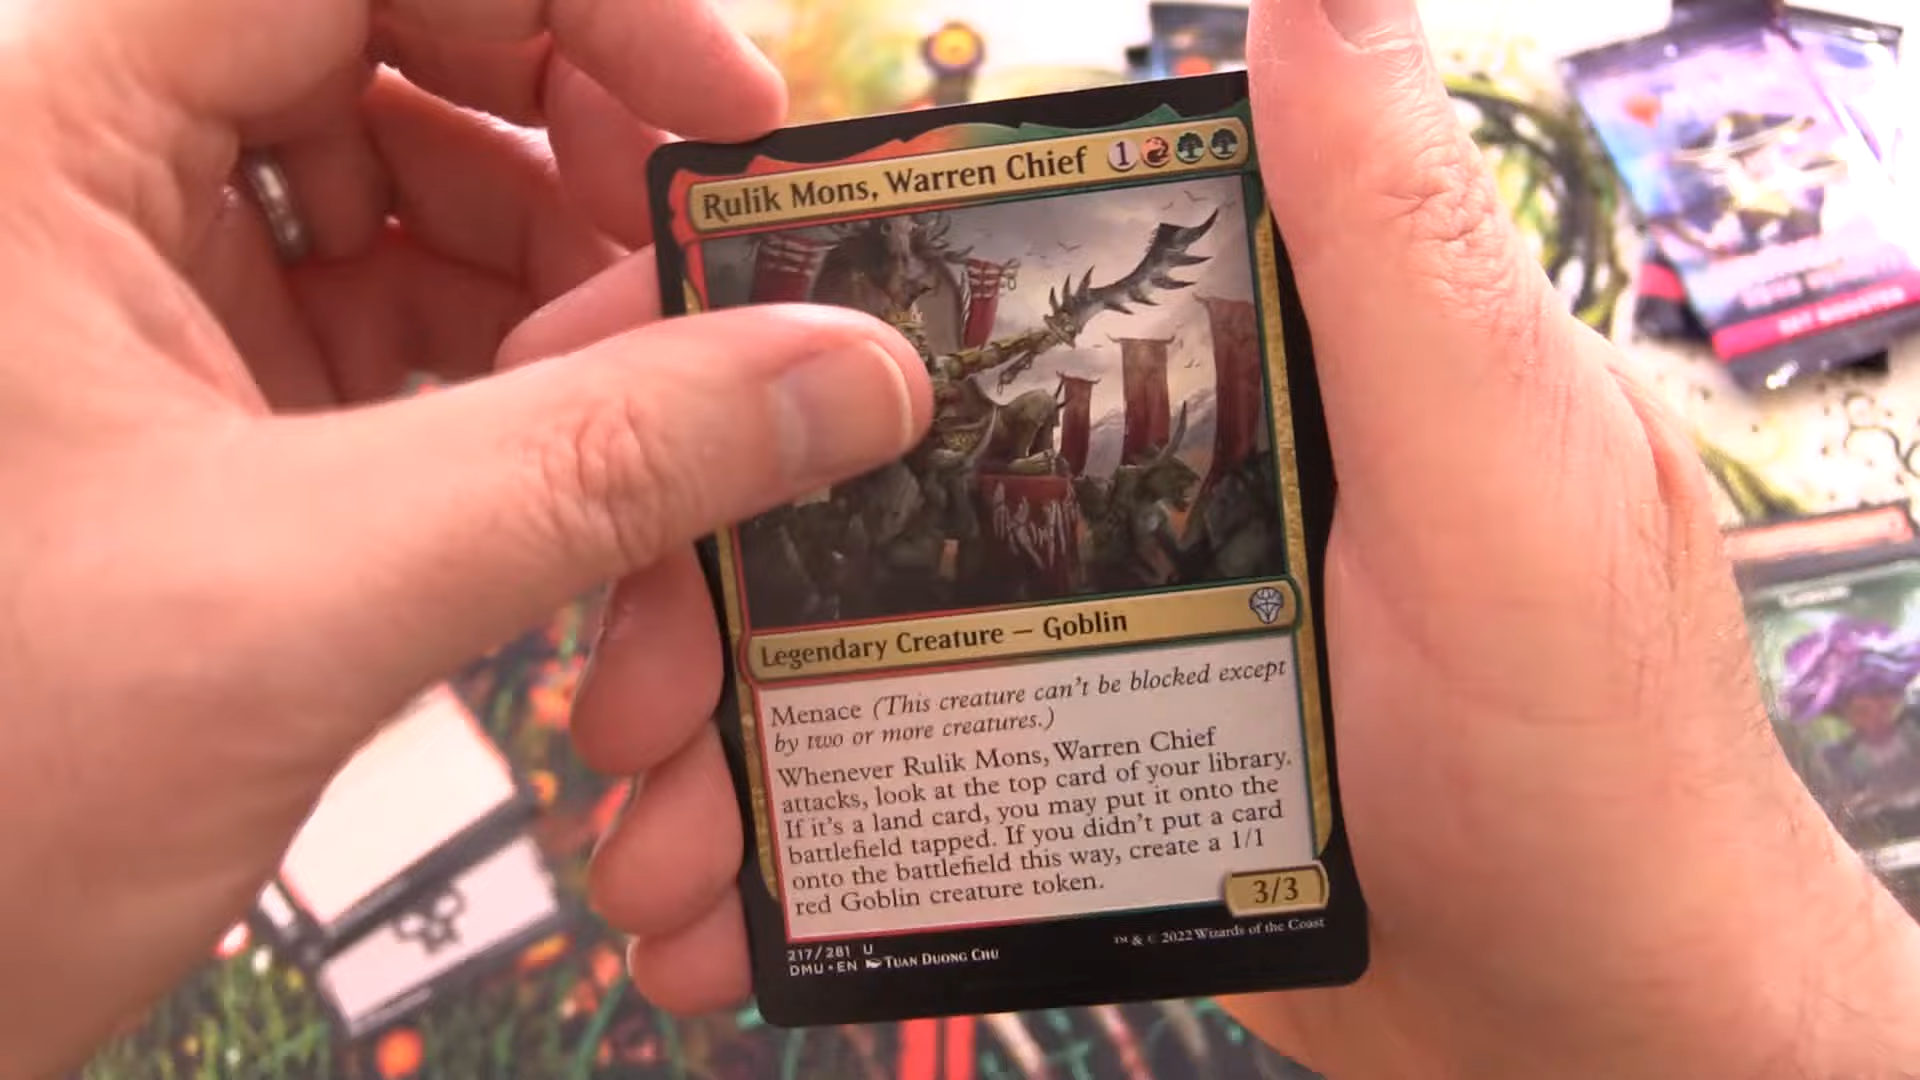 Rulik Mons, Warren Chief 1
Legendary Creature — Goblin
Menace (This creature can't be blocked except
by two or more creatures.)
Whenever Rulik Mons, Warren Chief
attacks, look at the top card of your library.
If it's a land card, you may put it onto the
battlefield tapped. If you didn't put a card
onto the battlefield this way, create a 1/1
red Goblin creature token.
3/3
217/281 U
DMU • EN Tuan Duong Chu
™ & © 2022 Wizards of the Coast
SET BOOSTER